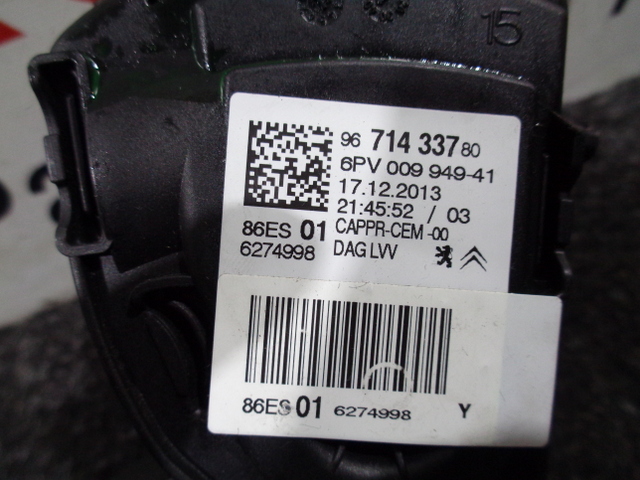 15
96 714 337 80
6PV 009 949-41
17.12.2013
21:45:52 / 03
86ES 01 CAPPR-CEM -00
6274998 DAG LVV
86ES 01 6274998 Y